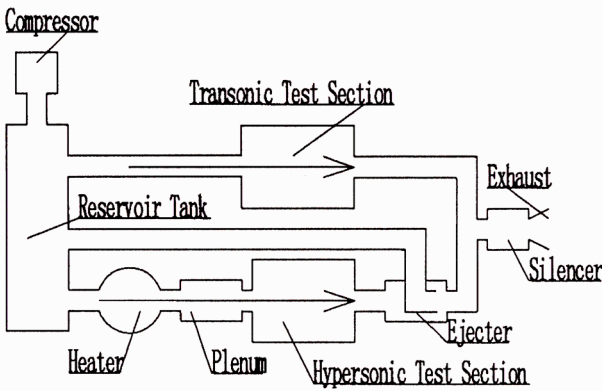 Compressor
Transonic Test Section
Exhaust
Reservoir Tank
Silencer
Ejecter
Heater
Plenum
Hypersonic Test Section